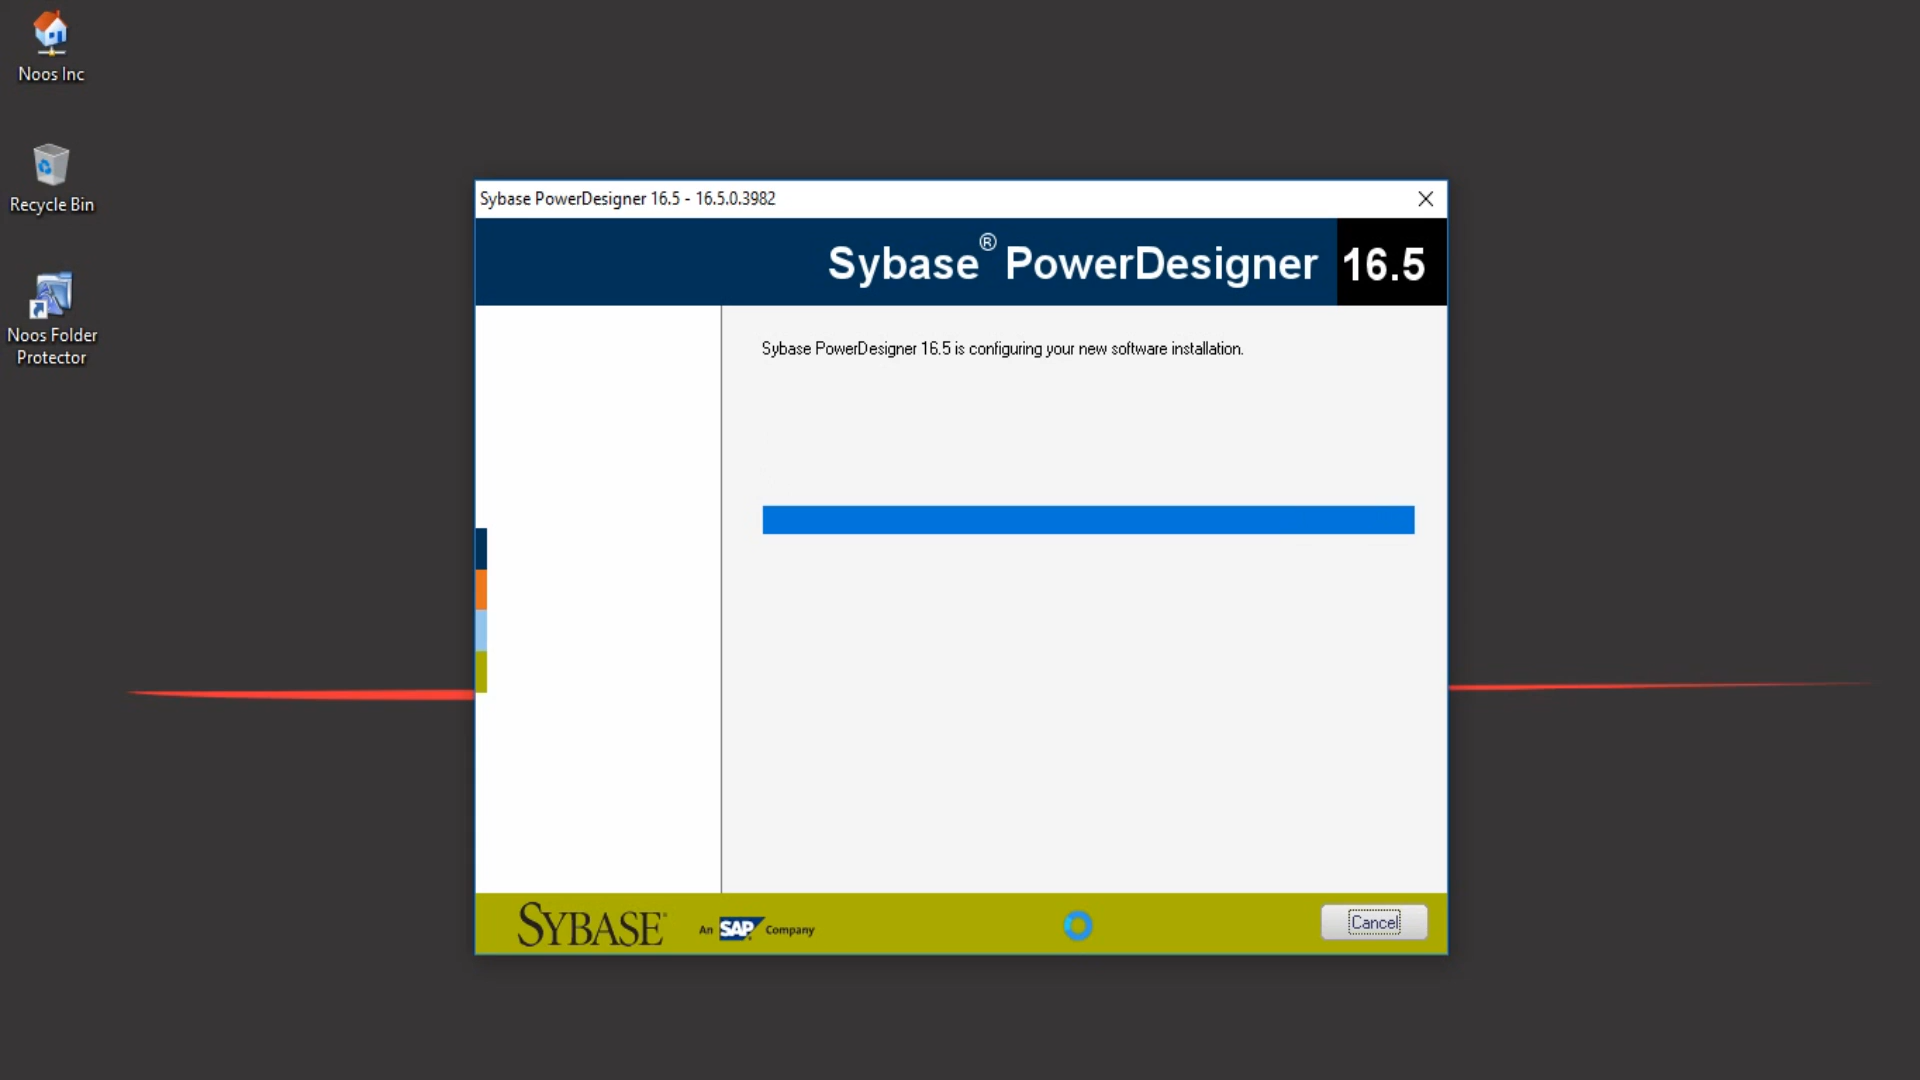 Noos Inc
Recycle Bin
Noos Folder
Protector
Sybase PowerDesigner 16.5 - 16.5.0.3982
Sybase® PowerDesigner 16.5
Sybase PowerDesigner 16.5 is configuring your new software installation.
SYBASE An SAP Company
Cancel